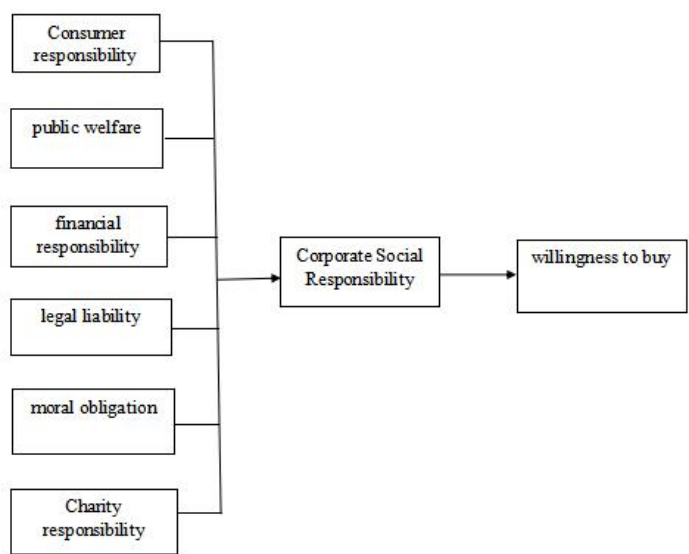 Consumer
responsibility
public welfare
financial
responsibility
legal liability
moral obligation
Charity
responsibility
Corporate Social
Responsibility
willingness to buy